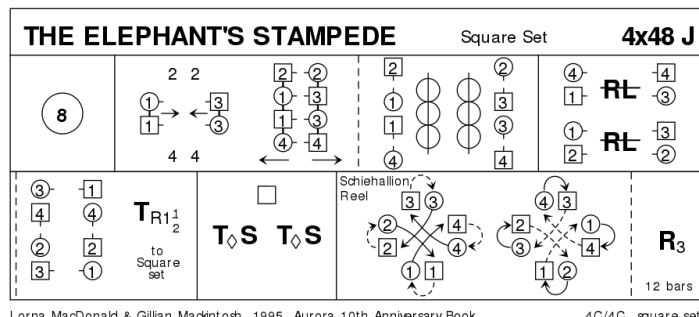 THE ELEPHANT'S STAMPEDE Square Set 4x48 J
8
2 2
1 3
1 3
4 4
2 2
1 3
1 3
4 4
2 2
1 3
1 3
4 4
4 RL 4
1 3
1 RL 3
2 2
3 1
4 4
2 2
3 1
TR1½
to
Square
set
T◊S T◊S
Schiehallion
Reel
3 3
2 4
2 4
1 1
4 3
2 1
3 4
1 2
R3
12 bars
Lorna MacDonald & Gillian Mackintosh 1995 Aurora 10th Anniversary Book 4C/4C square set